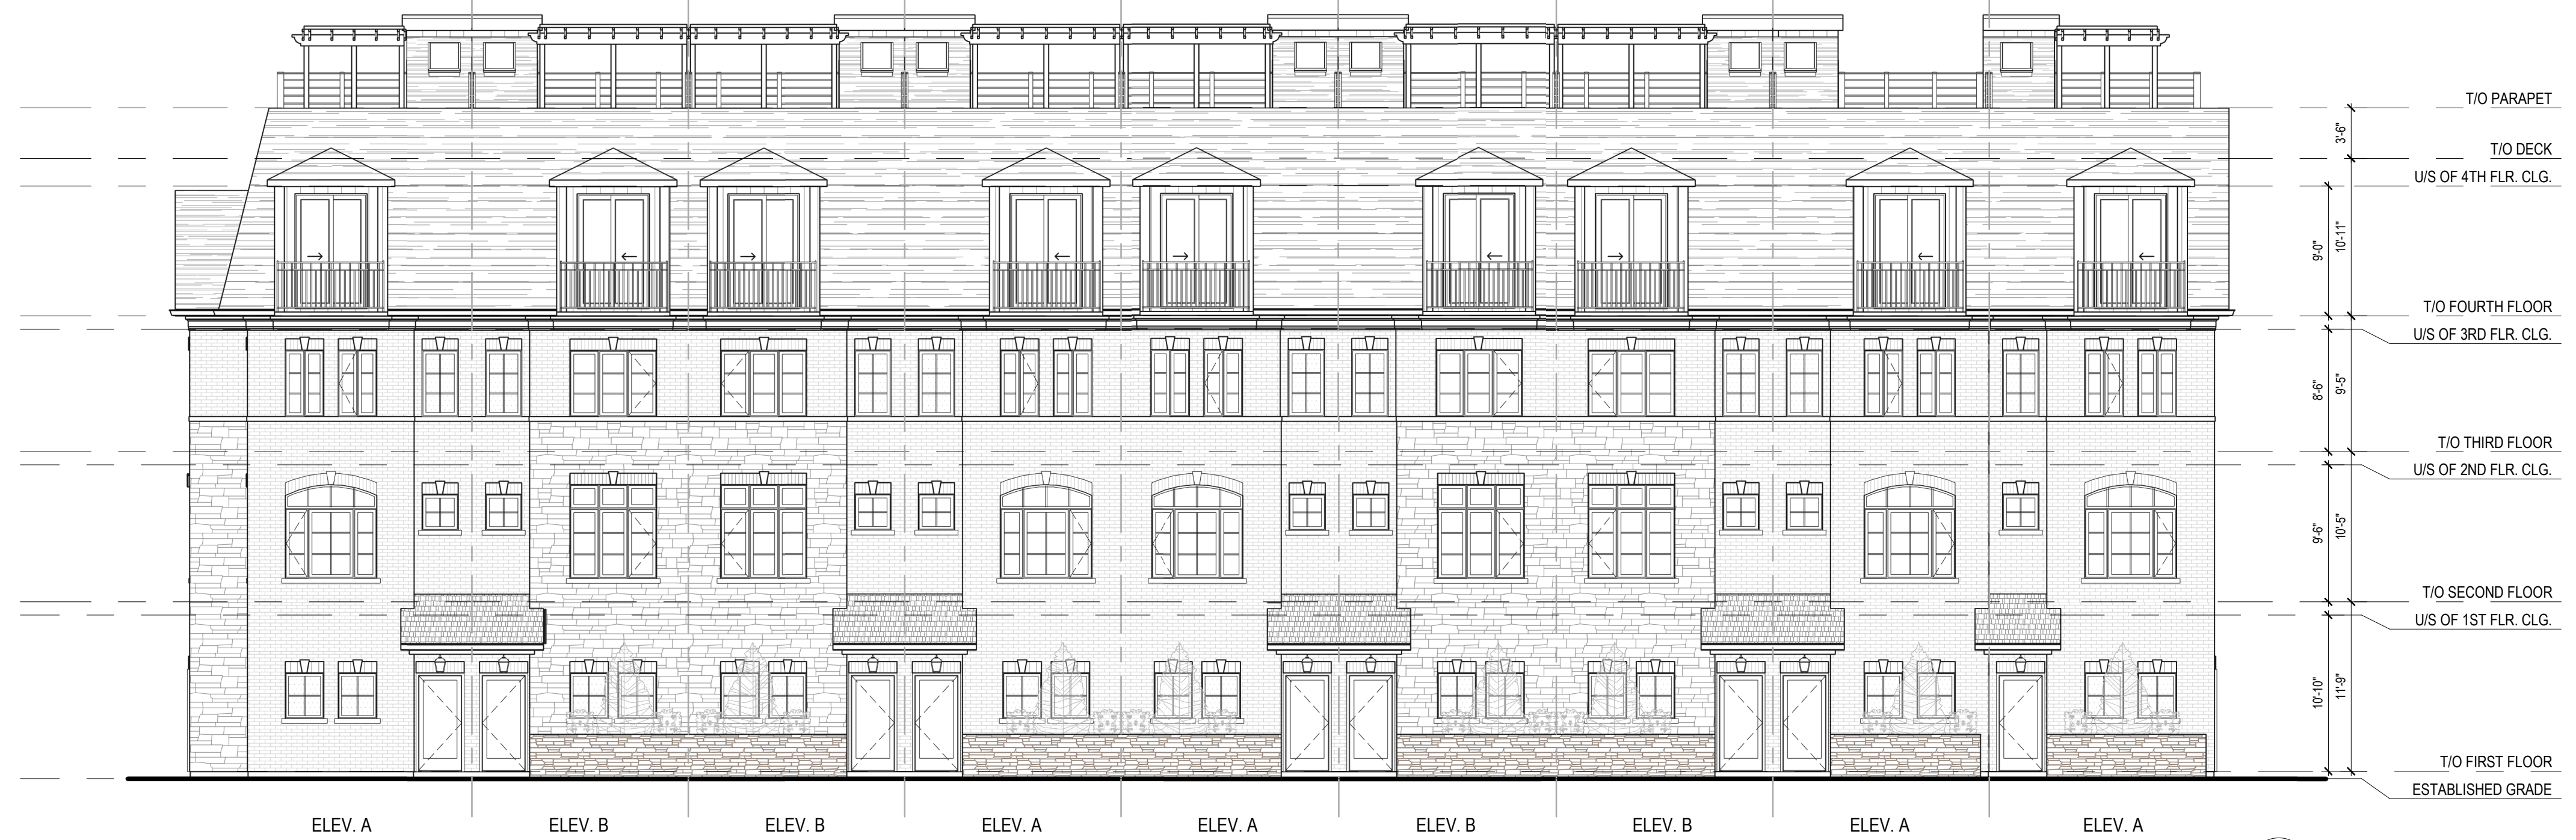 T/O PARAPET
3'-6"
T/O DECK
U/S OF 4TH FLR. CLG.
9'-0"
10'-11"
T/O FOURTH FLOOR
U/S OF 3RD FLR. CLG.
8'-6"
9'-5"
T/O THIRD FLOOR
U/S OF 2ND FLR. CLG.
9'-6"
10'-5"
T/O SECOND FLOOR
U/S OF 1ST FLR. CLG.
10'-10"
11'-9"
T/O FIRST FLOOR
ESTABLISHED GRADE
ELEV. A
ELEV. B
ELEV. B
ELEV. A
ELEV. A
ELEV. B
ELEV. B
ELEV. A
ELEV. A